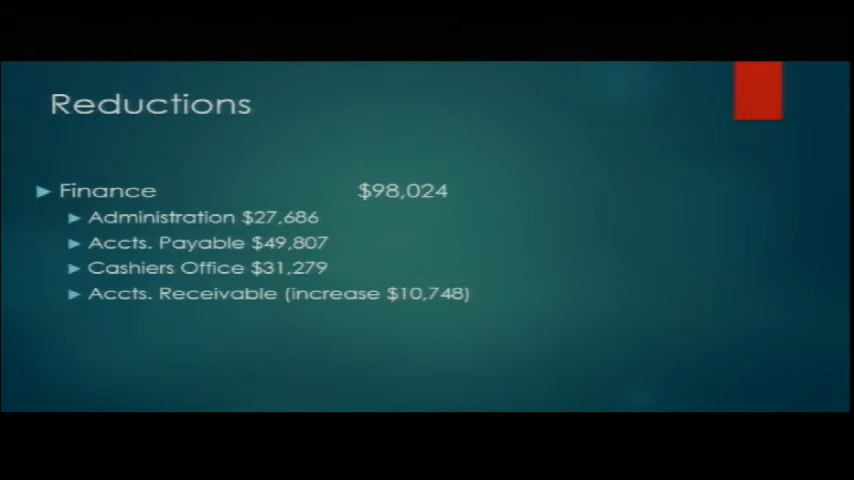 Reductions
Finance $98,024
Administration $27,686
Accts. Payable $49,807
Cashiers Office $31,279
Accts. Receivable (increase $10,748)